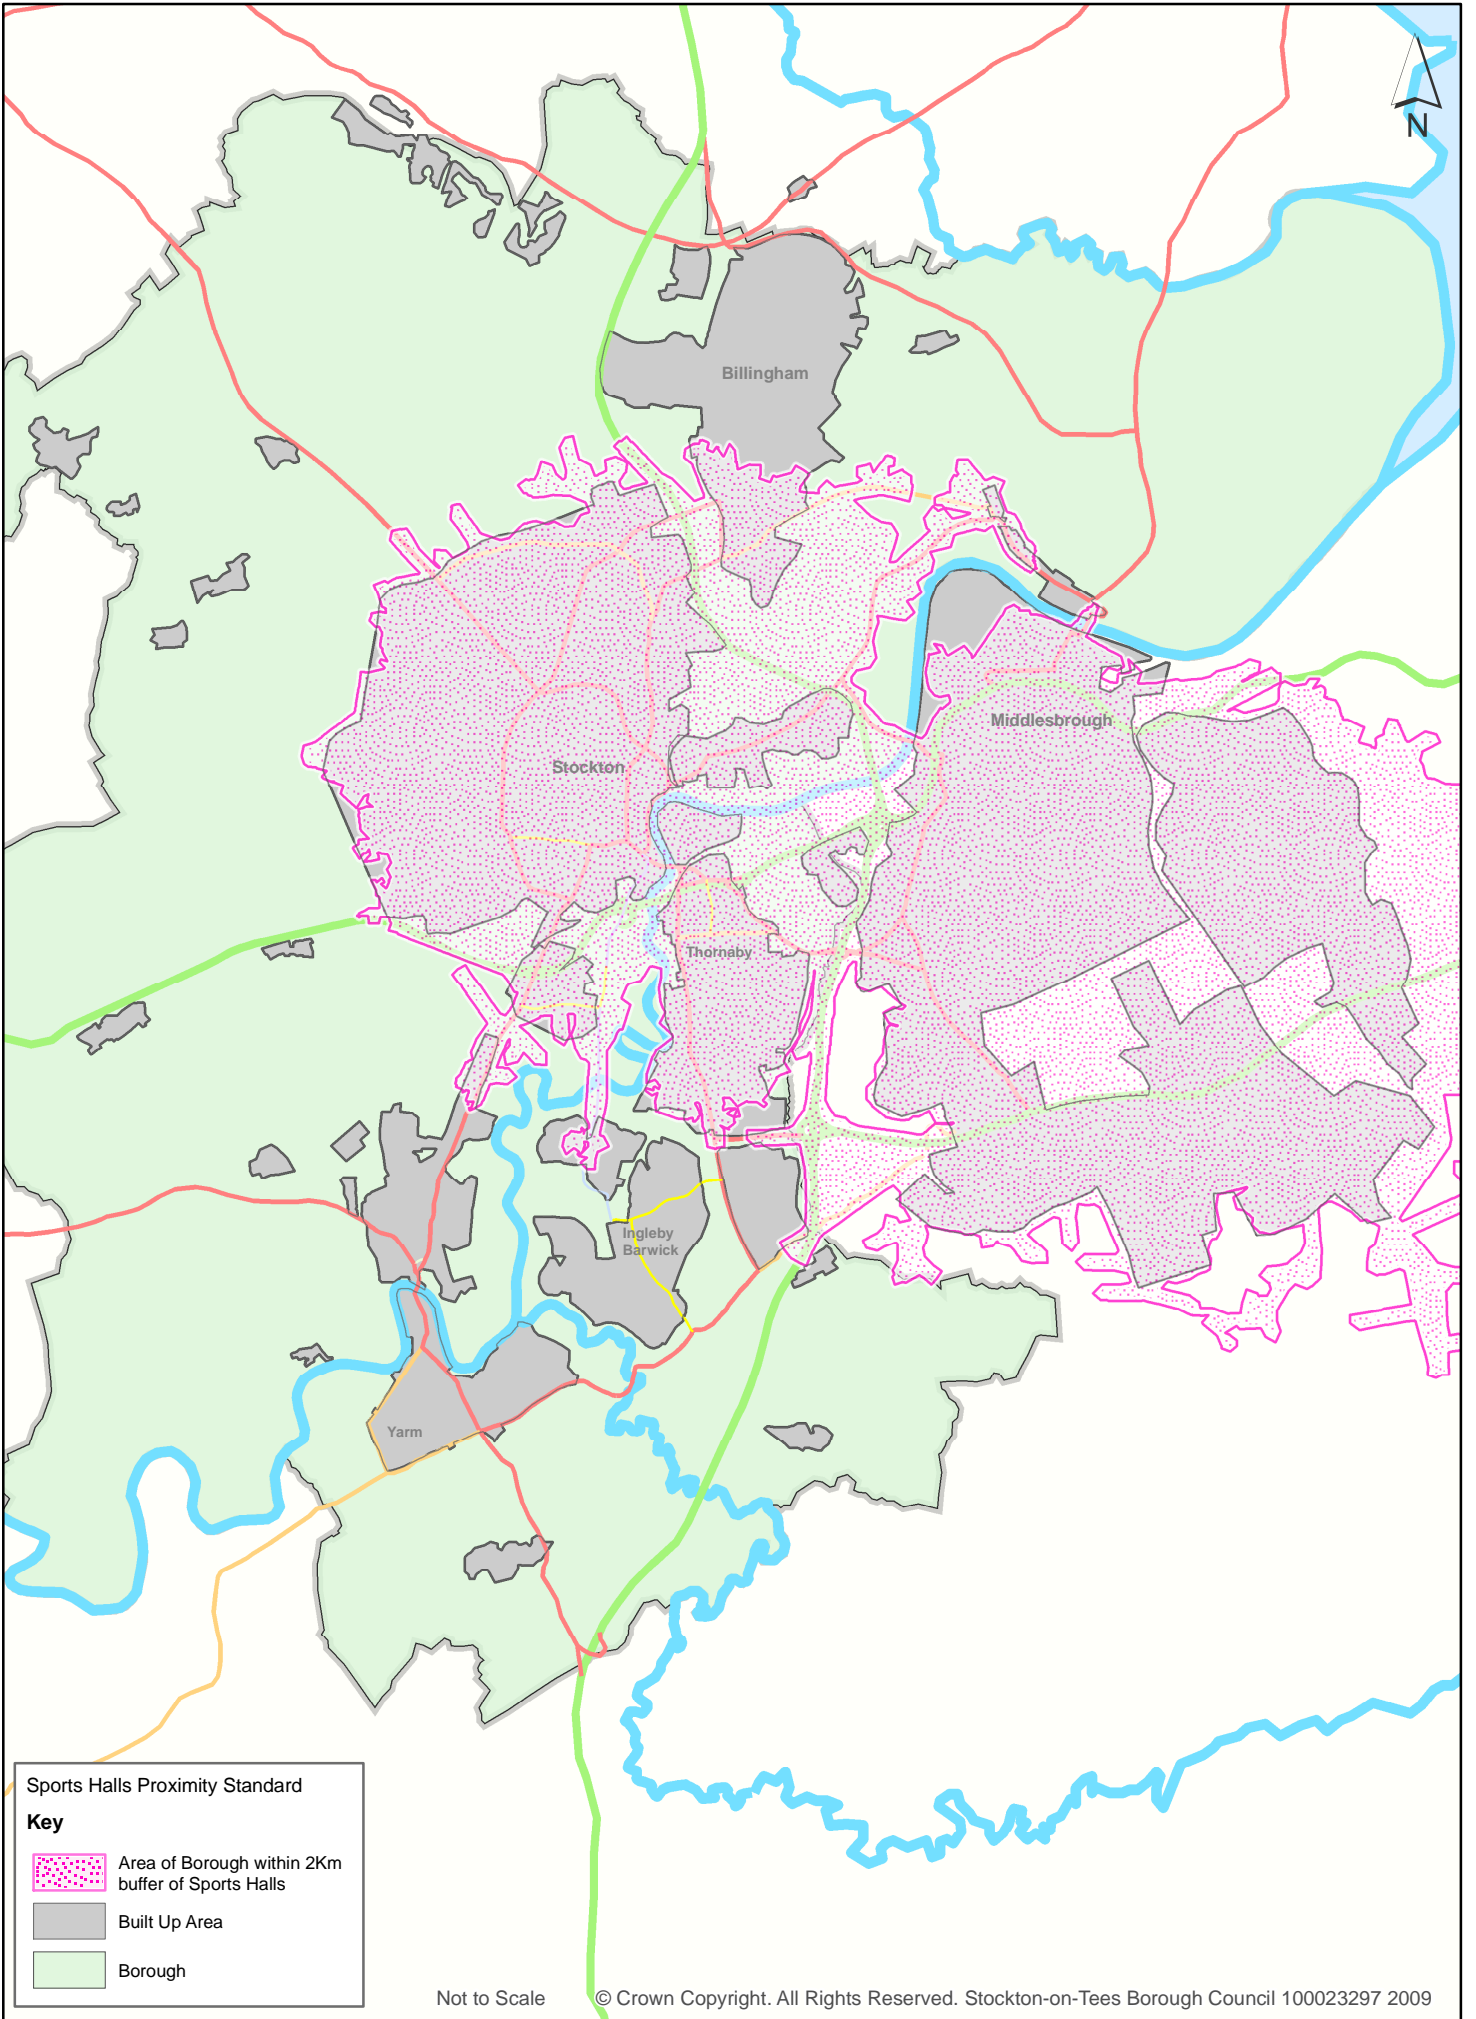 N
Billingham
Middlesbrough
Stockton
Thornaby
Ingleby
Barwick
Yarm
Sports Halls Proximity Standard
Key
Area of Borough within 2Km
buffer of Sports Halls
Built Up Area
Borough
Not to Scale
© Crown Copyright. All Rights Reserved. Stockton-on-Tees Borough Council 100023297 2009